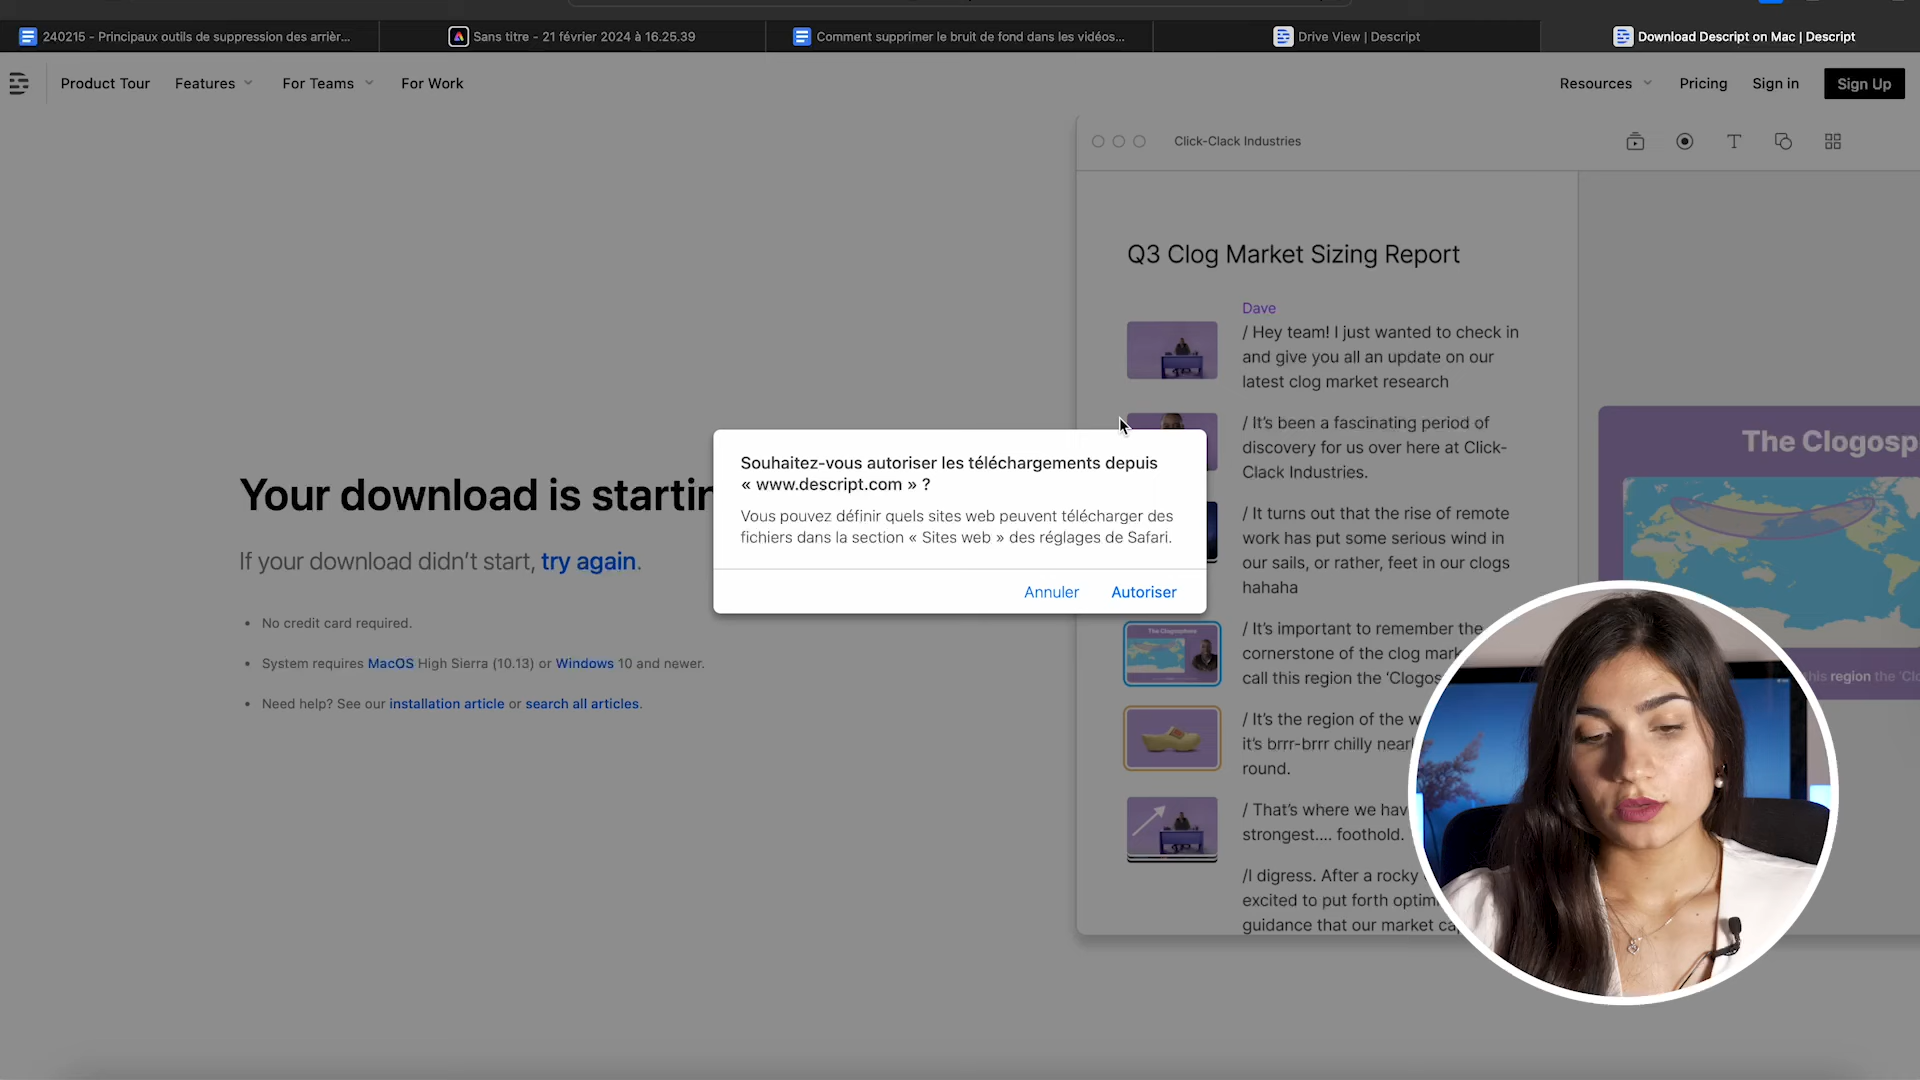 240215 - Principaux outils de suppression des arrièr...
Sans titre - 21 février 2024 à 16.25.39
Comment supprimer le bruit de fond dans les vidéos...
Drive View | Descript
Download Descript on Mac | Descript
Product Tour
Features
For Teams
For Work
Resources
Pricing
Sign in
Sign Up
Click-Clack Industries
Your download is startin
If your download didn't start, try again.
• No credit card required.
• System requires MacOS High Sierra (10.13) or Windows 10 and newer.
• Need help? See our installation article or search all articles.
Souhaitez-vous autoriser les téléchargements depuis
« www.descript.com » ?
Vous pouvez définir quels sites web peuvent télécharger des
fichiers dans la section « Sites web » des réglages de Safari.
Annuler
Autoriser
Q3 Clog Market Sizing Report
Dave
/ Hey team! I just wanted to check in
and give you all an update on our
latest clog market research
/ It's been a fascinating period of
discovery for us over here at Click-
Clack Industries.
/ It turns out that the rise of remote
work has put some serious wind in
our sails, or rather, feet in our clogs
hahaha
The Clogosphere
/ It's important to remember the
cornerstone of the clog mark
call this region the 'Clogos
/ It's the region of the w
it's brrr-brrr chilly near
round.
/ That's where we hav
strongest.... foothold.
/I digress. After a rocky
excited to put forth optim
guidance that our market ca
The Clogosp
this region the 'Clo